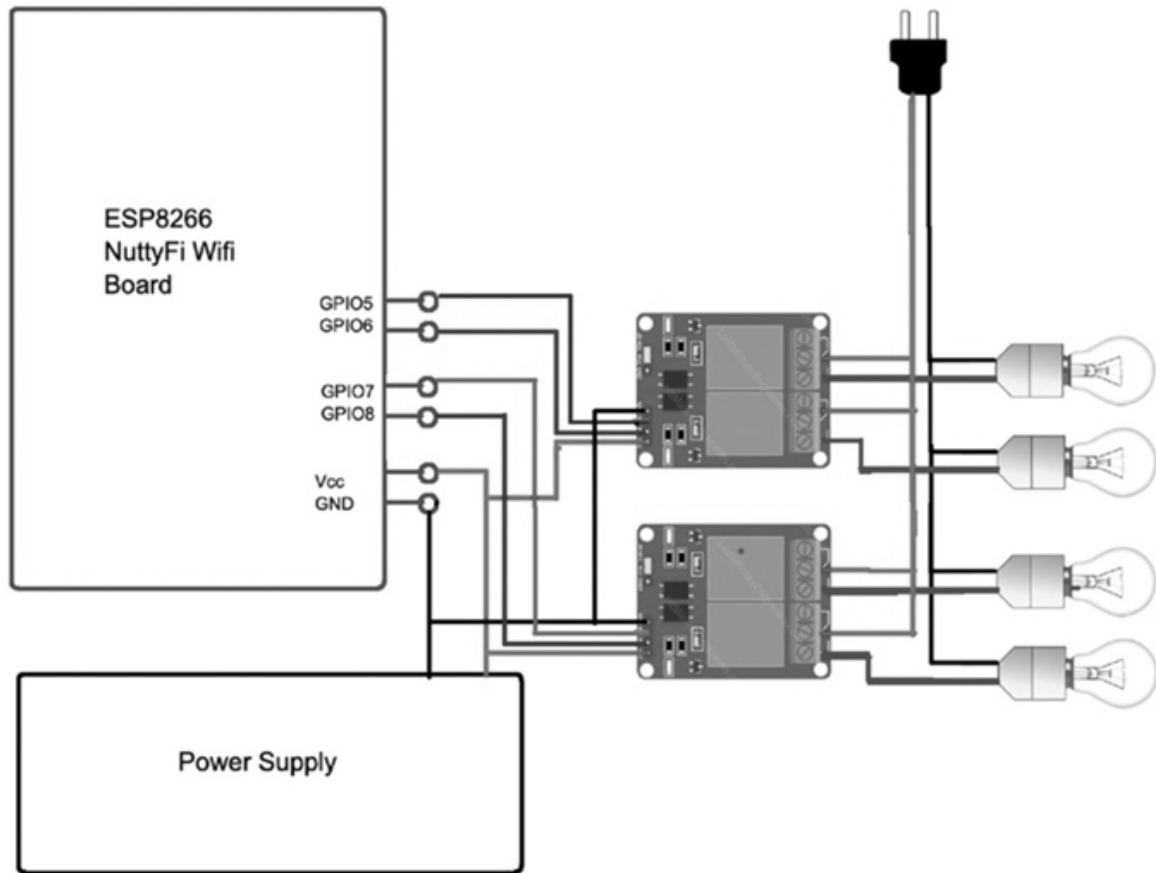 ESP8266
NuttyFi Wifi
Board
GPIO5
GPIO6
GPIO7
GPIO8
Vcc
GND
Power Supply